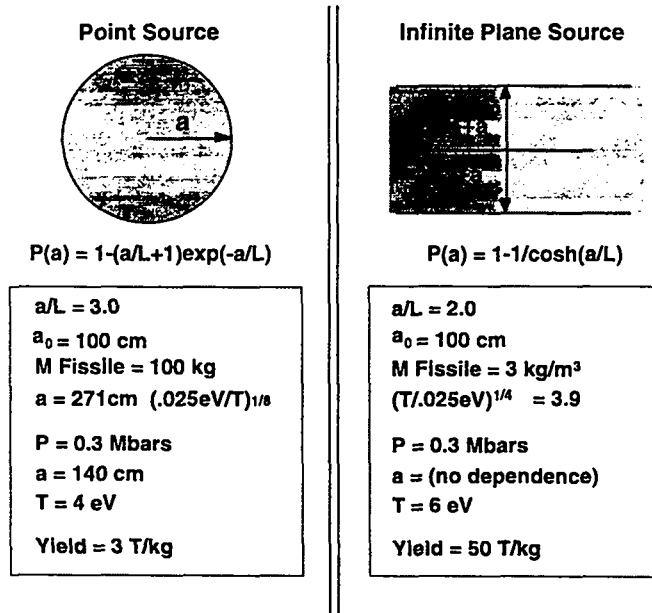 Point Source
a
P(a) = 1-(a/L+1)exp(-a/L)
a/L = 3.0
a₀ = 100 cm
M Fissile = 100 kg
a = 271cm (.025eV/T)1/8
P = 0.3 Mbars
a = 140 cm
T = 4 eV
Yield = 3 T/kg
Infinite Plane Source
P(a) = 1-1/cosh(a/L)
a/L = 2.0
a₀ = 100 cm
M Fissile = 3 kg/m³
(T/.025eV)¹/⁴ = 3.9
P = 0.3 Mbars
a = (no dependence)
T = 6 eV
Yield = 50 T/kg